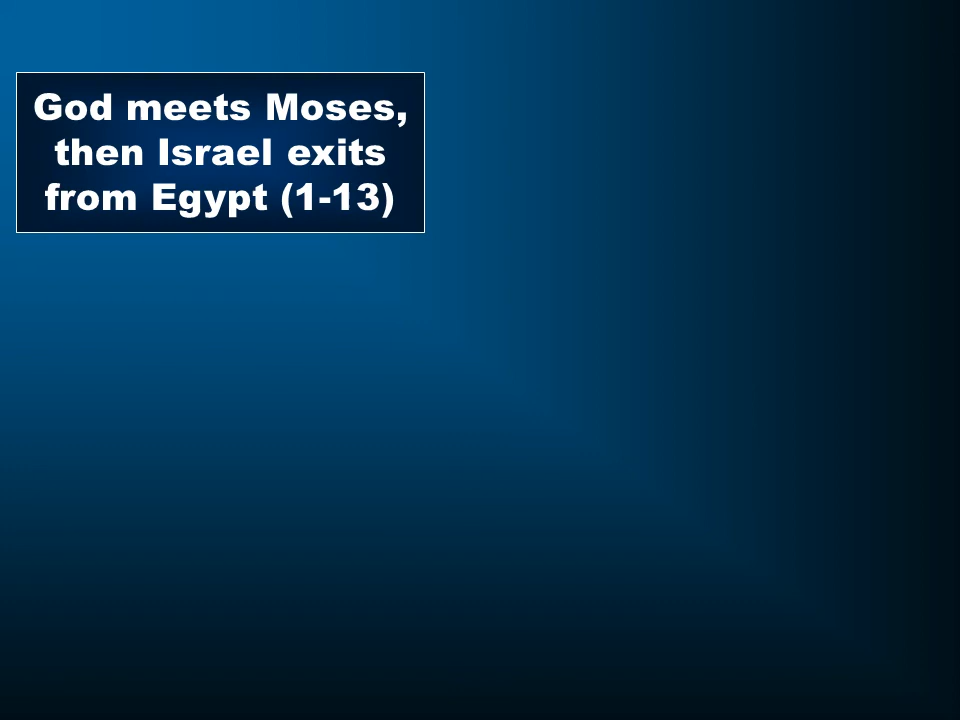 God meets Moses,
then Israel exits
from Egypt (1-13)